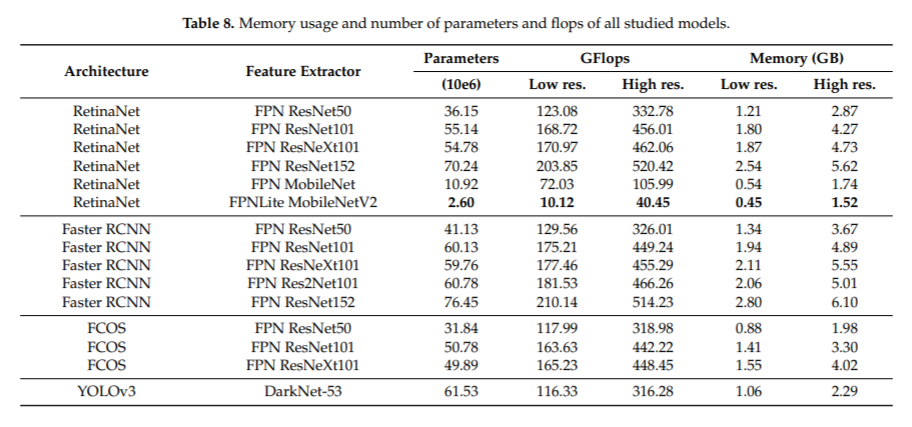 Table 8. Memory usage and number of parameters and flops of all studied models.
Architecture Feature Extractor Parameters GFlops Memory (GB)
(10e6) Low res. High res. Low res. High res.
RetinaNet FPN ResNet50 36.15 123.08 332.78 1.21 2.87
RetinaNet FPN ResNet101 55.14 168.72 456.01 1.80 4.27
RetinaNet FPN ResNeXt101 54.78 170.97 462.06 1.87 4.73
RetinaNet FPN ResNet152 70.24 203.85 520.42 2.54 5.62
RetinaNet FPN MobileNet 10.92 72.03 105.99 0.54 1.74
RetinaNet FPNLite MobileNetV2 2.60 10.12 40.45 0.45 1.52
Faster RCNN FPN ResNet50 41.13 129.56 326.01 1.34 3.67
Faster RCNN FPN ResNet101 60.13 175.21 449.24 1.94 4.89
Faster RCNN FPN ResNeXt101 59.76 177.46 455.29 2.11 5.55
Faster RCNN FPN Res2Net101 60.78 181.53 466.26 2.06 5.01
Faster RCNN FPN ResNet152 76.45 210.14 514.23 2.80 6.10
FCOS FPN ResNet50 31.84 117.99 318.98 0.88 1.98
FCOS FPN ResNet101 50.78 163.63 442.22 1.41 3.30
FCOS FPN ResNeXt101 49.89 165.23 448.45 1.55 4.02
YOLOv3 DarkNet-53 61.53 116.33 316.28 1.06 2.29